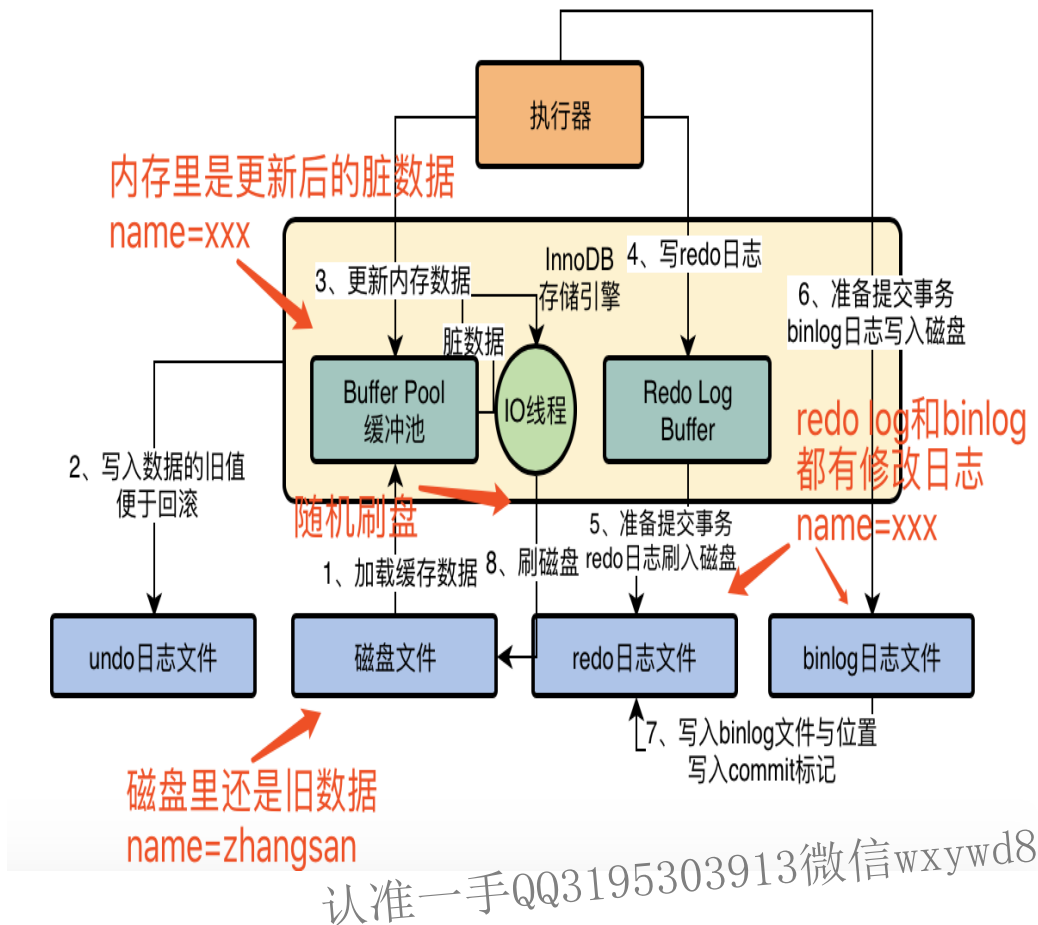 执行器
内存里是更新后的脏数据
name=xxx
3、更新内存数据
InnoDB
存储引擎
4、写redo日志
6、准备提交事务
binlog日志写入磁盘
脏数据
Buffer Pool
缓冲池
IO线程
Redo Log
Buffer
redo log和binlog
都有修改日志
name=xxx
2、写入数据的旧值
便于回滚
随机刷盘
1、加载缓存数据
8、刷磁盘
5、准备提交事务
redo日志刷入磁盘
undo日志文件
磁盘文件
redo日志文件
binlog日志文件
7、写入binlog文件与位置
写入commit标记
磁盘里还是旧数据
name=zhangsan
认准一手QQ3195303913微信wxywd8